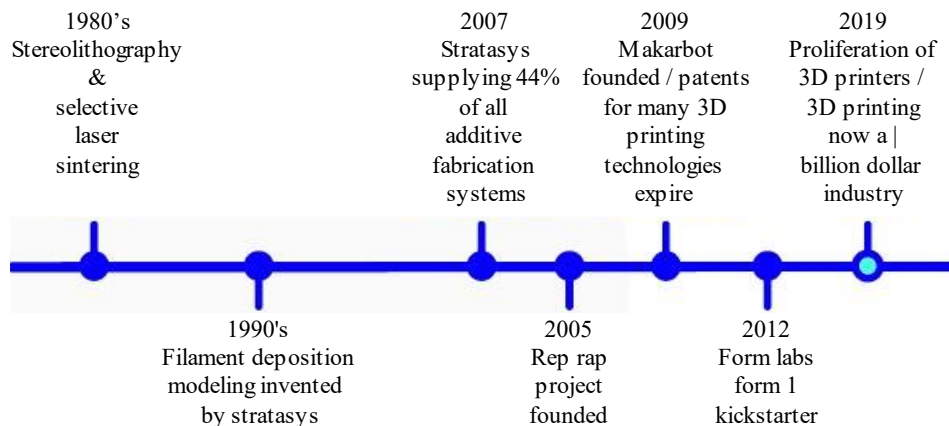 1980’s
Stereolithography
&
selective
laser
sintering
2007
Stratasys
supplying 44%
of all
additive
fabrication
systems
2009
Makarbot
founded / patents
for many 3D
printing
technologies
expire
2019
Proliferation of
3D printers /
3D printing
now a |
billion dollar
industry
1990's
Filament deposition
modeling invented
by stratasys
2005
Rep rap
project
founded
2012
Form labs
form 1
kickstarter